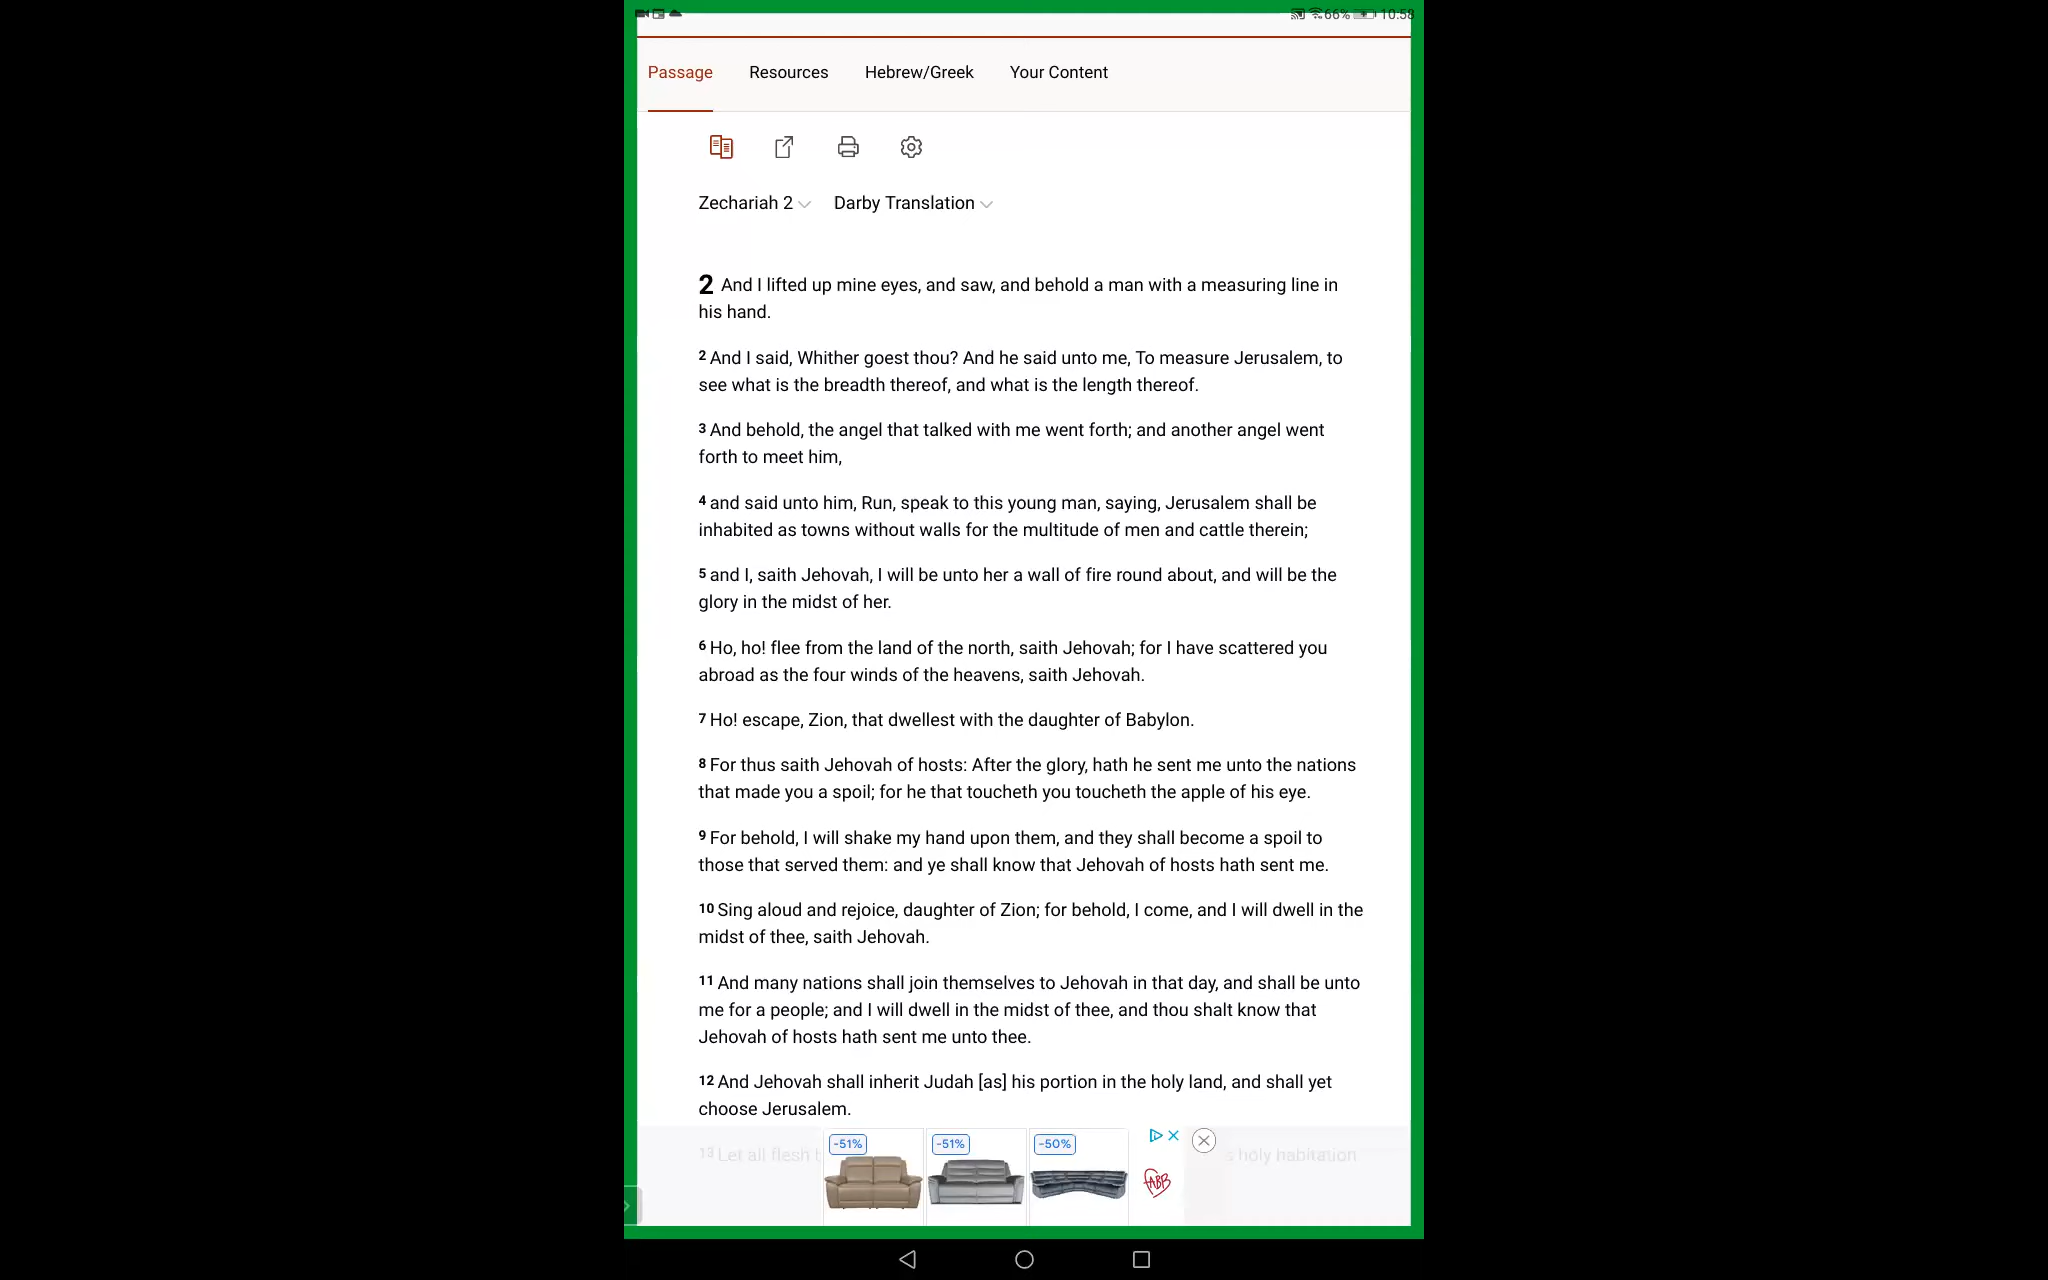 66% 10:58
Passage Resources Hebrew/Greek Your Content
Zechariah 2 Darby Translation
2 And I lifted up mine eyes, and saw, and behold a man with a measuring line in
his hand.
2 And I said, Whither goest thou? And he said unto me, To measure Jerusalem, to
see what is the breadth thereof, and what is the length thereof.
3 And behold, the angel that talked with me went forth; and another angel went
forth to meet him,
4 and said unto him, Run, speak to this young man, saying, Jerusalem shall be
inhabited as towns without walls for the multitude of men and cattle therein;
5 and I, saith Jehovah, I will be unto her a wall of fire round about, and will be the
glory in the midst of her.
6 Ho, ho! flee from the land of the north, saith Jehovah; for I have scattered you
abroad as the four winds of the heavens, saith Jehovah.
7 Ho! escape, Zion, that dwellest with the daughter of Babylon.
8 For thus saith Jehovah of hosts: After the glory, hath he sent me unto the nations
that made you a spoil; for he that toucheth you toucheth the apple of his eye.
9 For behold, I will shake my hand upon them, and they shall become a spoil to
those that served them: and ye shall know that Jehovah of hosts hath sent me.
10 Sing aloud and rejoice, daughter of Zion; for behold, I come, and I will dwell in the
midst of thee, saith Jehovah.
11 And many nations shall join themselves to Jehovah in that day, and shall be unto
me for a people; and I will dwell in the midst of thee, and thou shalt know that
Jehovah of hosts hath sent me unto thee.
12 And Jehovah shall inherit Judah [as] his portion in the holy land, and shall yet
choose Jerusalem.
-51% -51% -50%
13 Let all flesh holy habitation
ABB